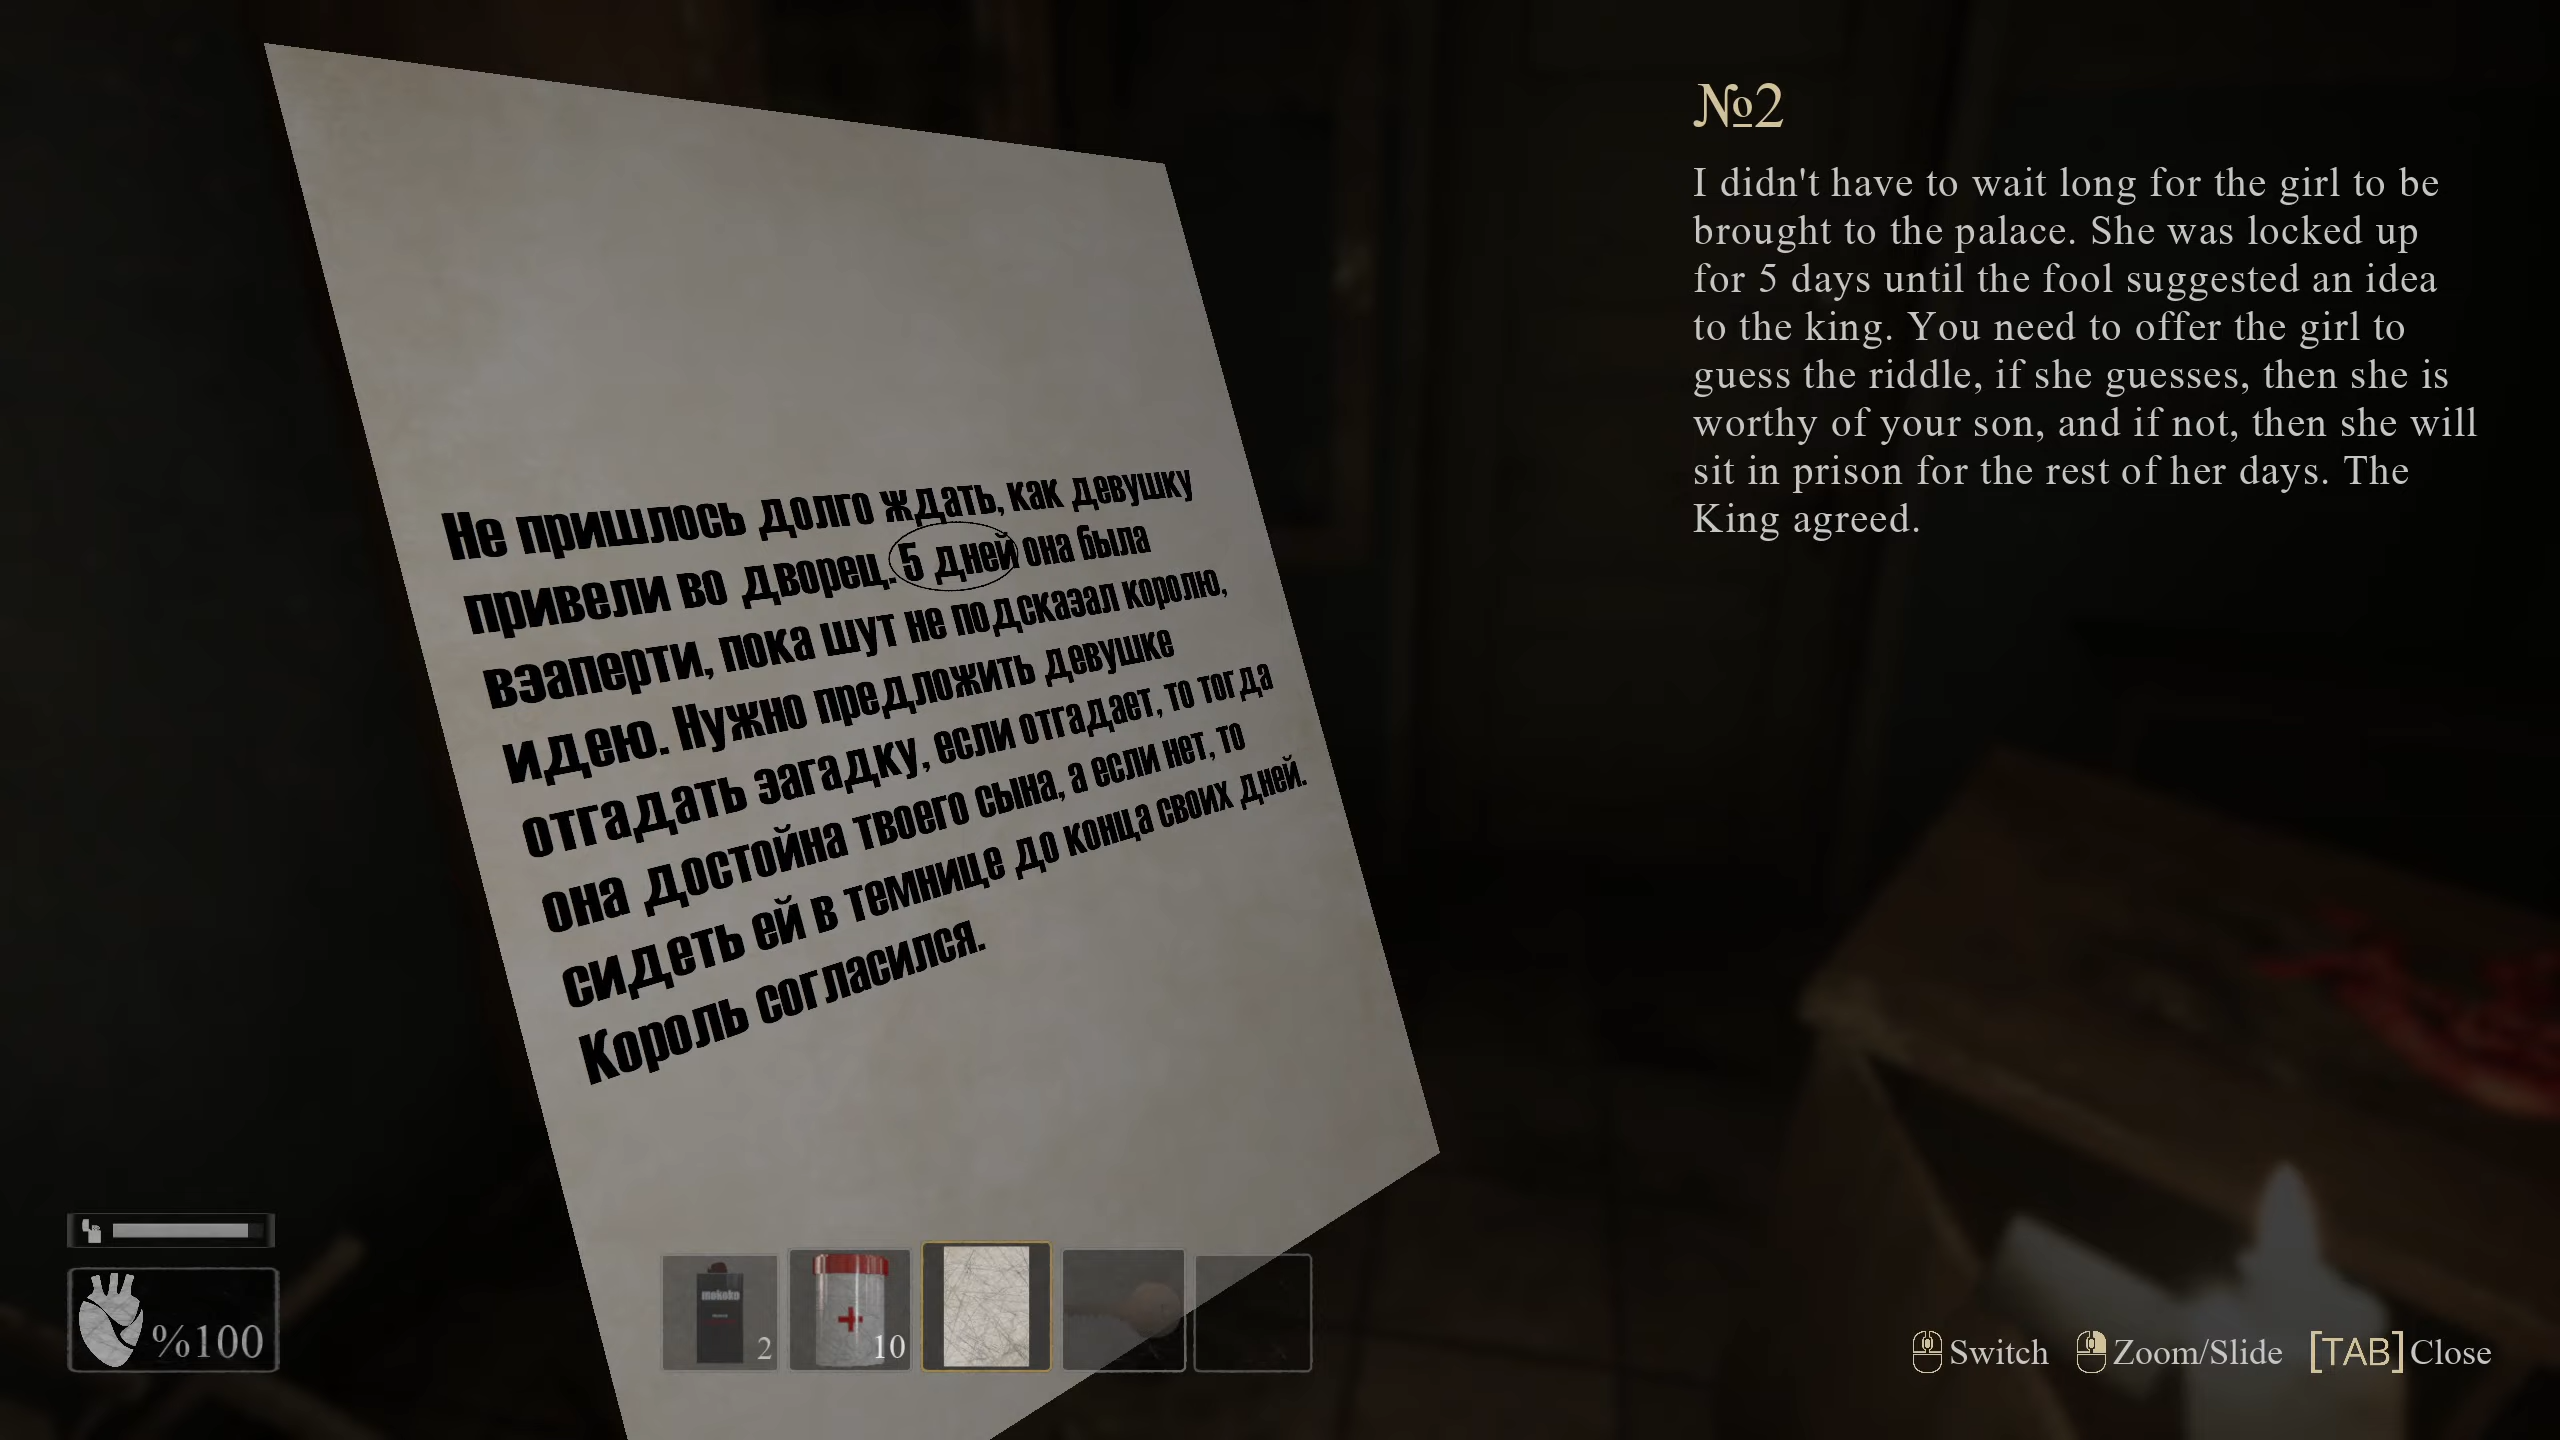 Не пришлось долго ждать, как девушку
привели во дворец. 5 дней она была
взаперти, пока шут не подсказал королю,
идею. Нужно предложить девушке
отгадать загадку, если отгадает, то тогда
она достойна твоего сына, а если нет, то
сидеть ей в темнице до конца своих дней.
Король согласился.
№2
I didn't have to wait long for the girl to be
brought to the palace. She was locked up
for 5 days until the fool suggested an idea
to the king. You need to offer the girl to
guess the riddle, if she guesses, then she is
worthy of your son, and if not, then she will
sit in prison for the rest of her days. The
King agreed.
%100
mokoko
2
10
Switch
Zoom/Slide
[TAB] Close